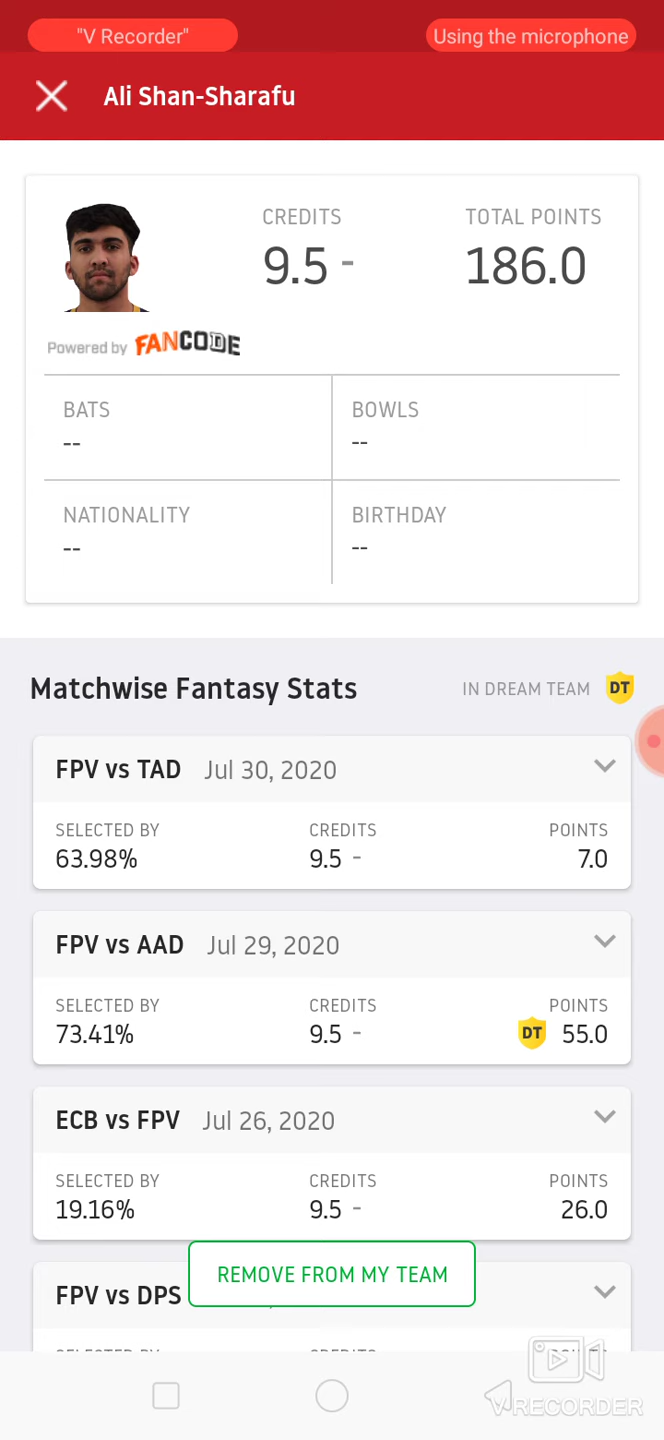 "V Recorder" Using the microphone
Ali Shan-Sharafu
CREDITS TOTAL POINTS
9.5 - 186.0
Powered by FANCODE
BATS BOWLS
-- --
NATIONALITY BIRTHDAY
-- --
Matchwise Fantasy Stats IN DREAM TEAM DT
FPV vs TAD Jul 30, 2020
SELECTED BY CREDITS POINTS
63.98% 9.5 - 7.0
FPV vs AAD Jul 29, 2020
SELECTED BY CREDITS POINTS
73.41% 9.5 - DT 55.0
ECB vs FPV Jul 26, 2020
SELECTED BY CREDITS POINTS
19.16% 9.5 - 26.0
REMOVE FROM MY TEAM
FPV vs DPS
VRECORDER